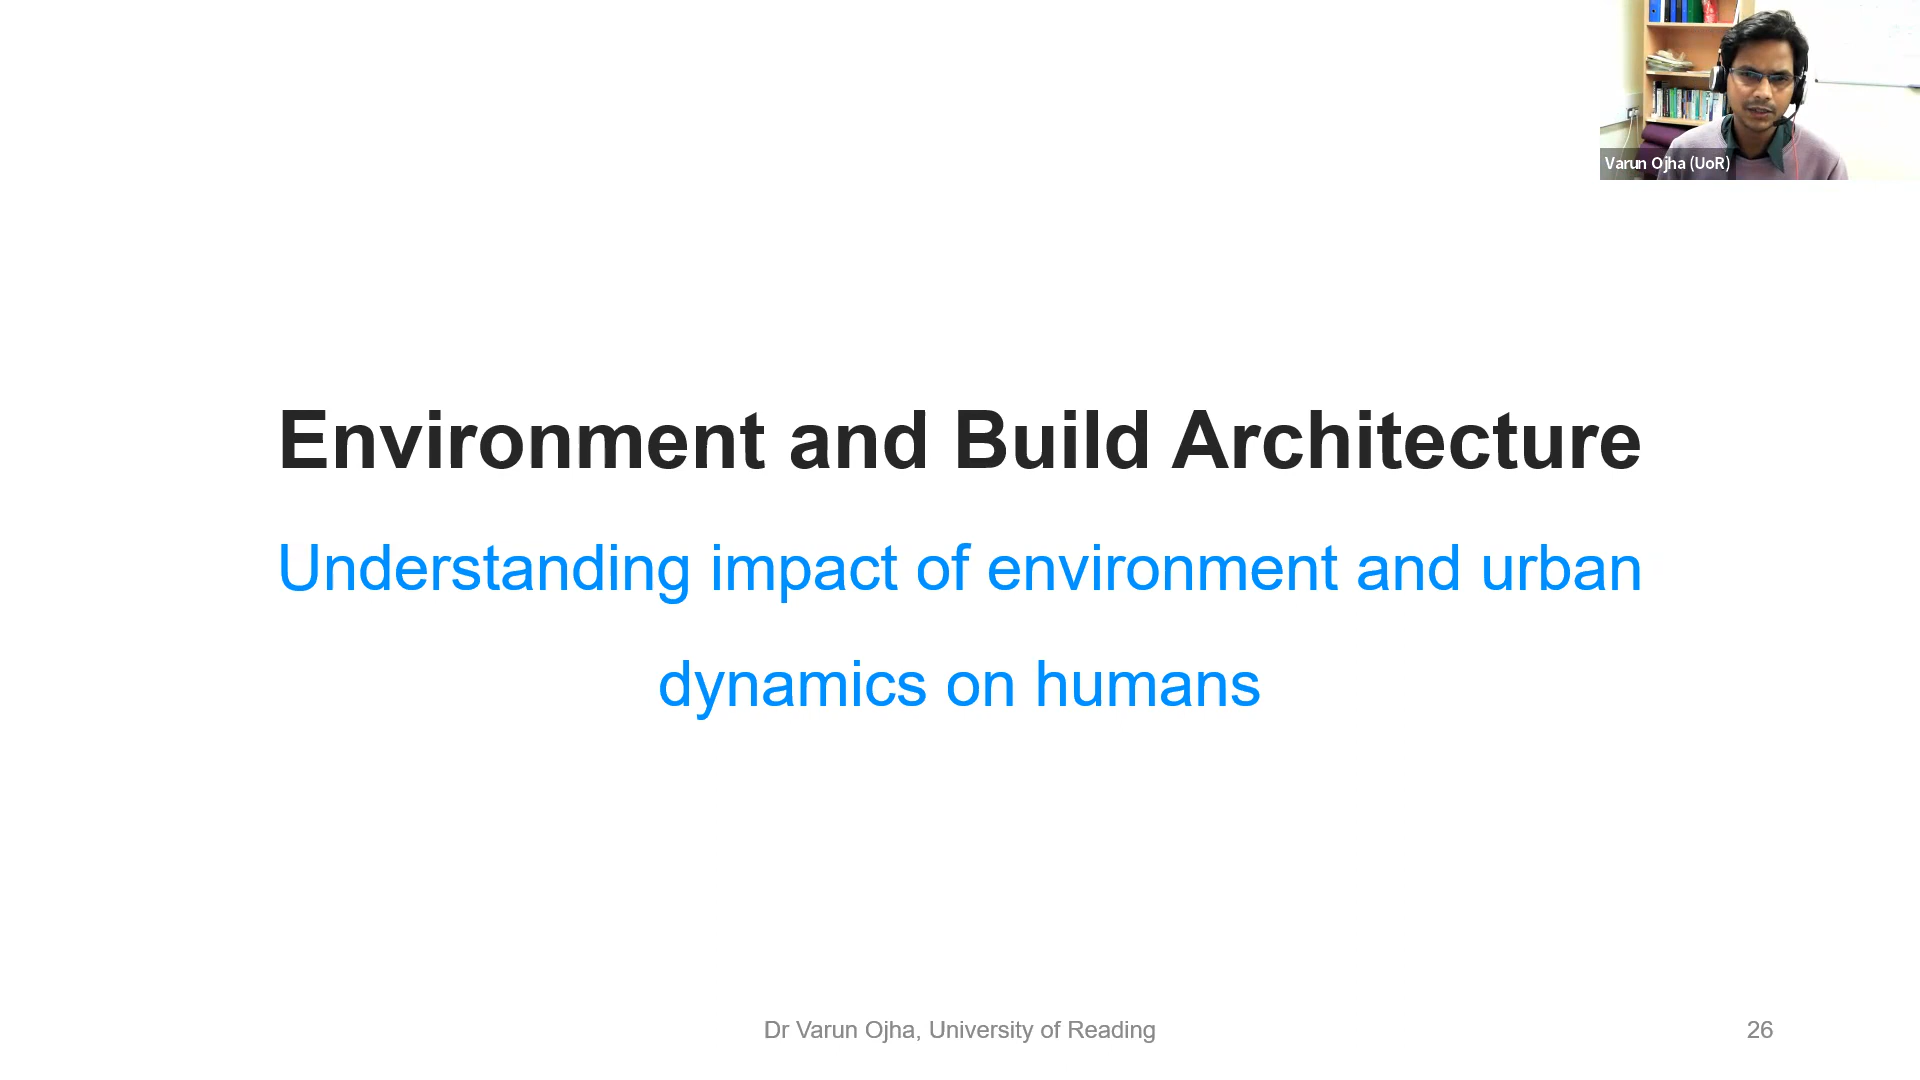 Varun Ojha (UoR)
Environment and Build Architecture
Understanding impact of environment and urban
dynamics on humans
Dr Varun Ojha, University of Reading
26